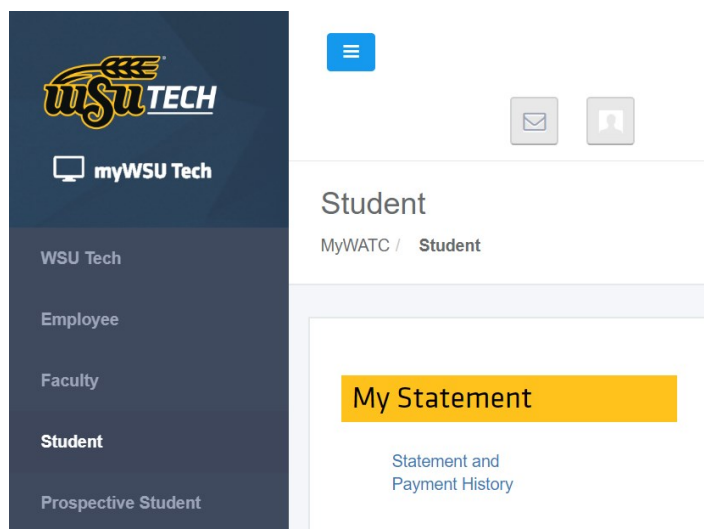 WSU TECH
myWSU Tech
WSU Tech
Employee
Faculty
Student
Prospective Student
Student
MyWATC / Student
My Statement
Statement and
Payment History